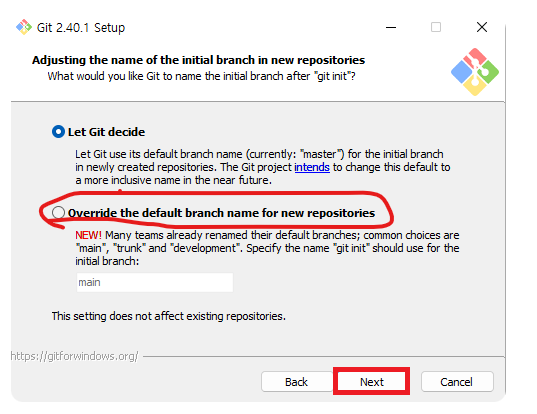 Git 2.40.1 Setup
Adjusting the name of the initial branch in new repositories
What would you like Git to name the initial branch after "git init"?
Let Git decide
Let Git use its default branch name (currently: "master") for the initial branch
in newly created repositories. The Git project intends to change this default to
a more inclusive name in the near future.
Override the default branch name for new repositories
NEW! Many teams already renamed their default branches; common choices are
"main", "trunk" and "development". Specify the name "git init" should use for the
initial branch:
main
This setting does not affect existing repositories.
https://gitforwindows.org/
Back
Next
Cancel